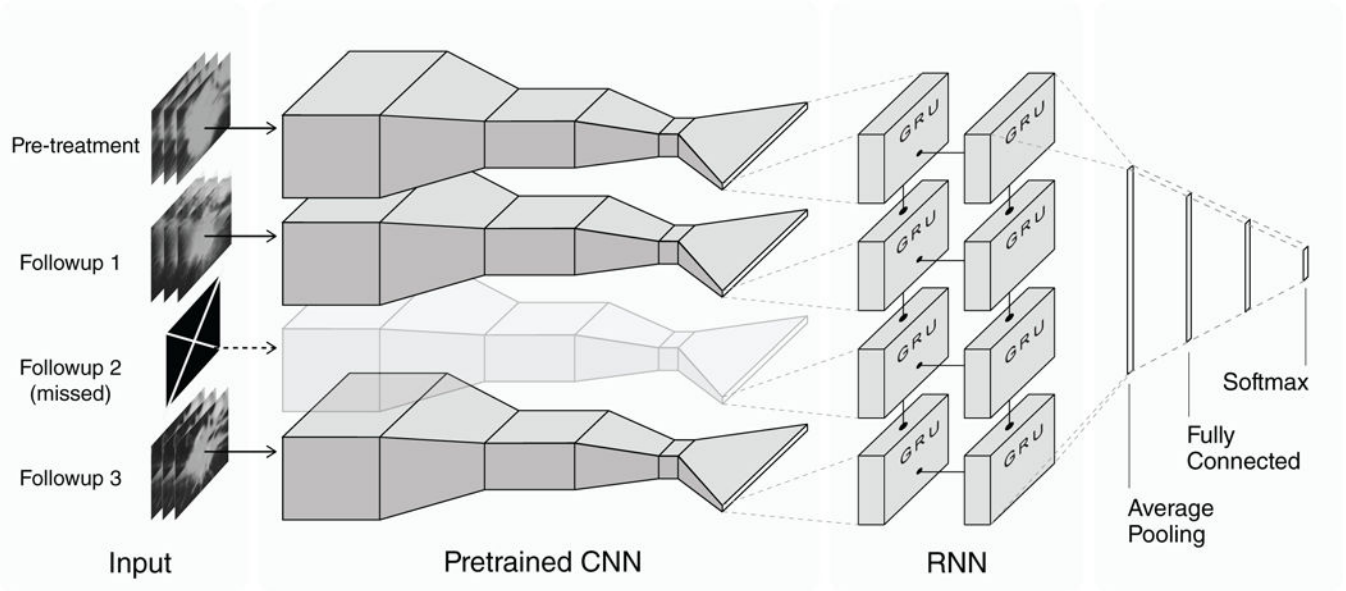 Pre-treatment
Followup 1
Followup 2
(missed)
Followup 3
Input
Pretrained CNN
GRU
GRU
GRU
GRU
GRU
GRU
GRU
GRU
RNN
Softmax
Fully
Connected
Average
Pooling